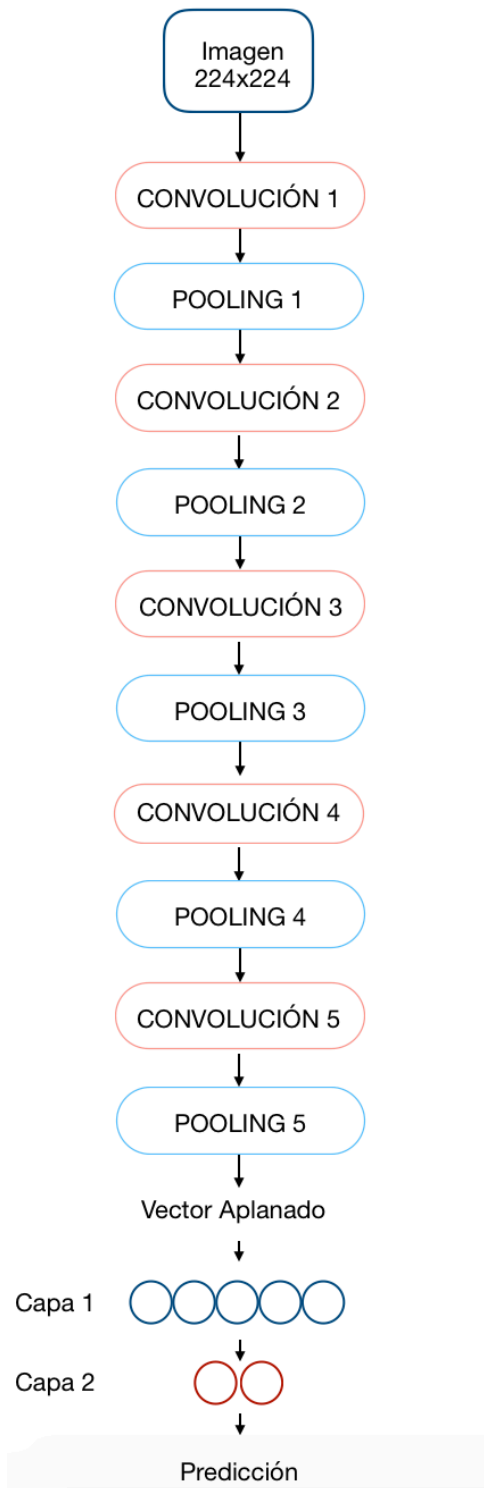 Imagen
224x224
CONVOLUCIÓN 1
POOLING 1
CONVOLUCIÓN 2
POOLING 2
CONVOLUCIÓN 3
POOLING 3
CONVOLUCIÓN 4
POOLING 4
CONVOLUCIÓN 5
POOLING 5
Vector Aplanado
Capa 1
Capa 2
Predicción